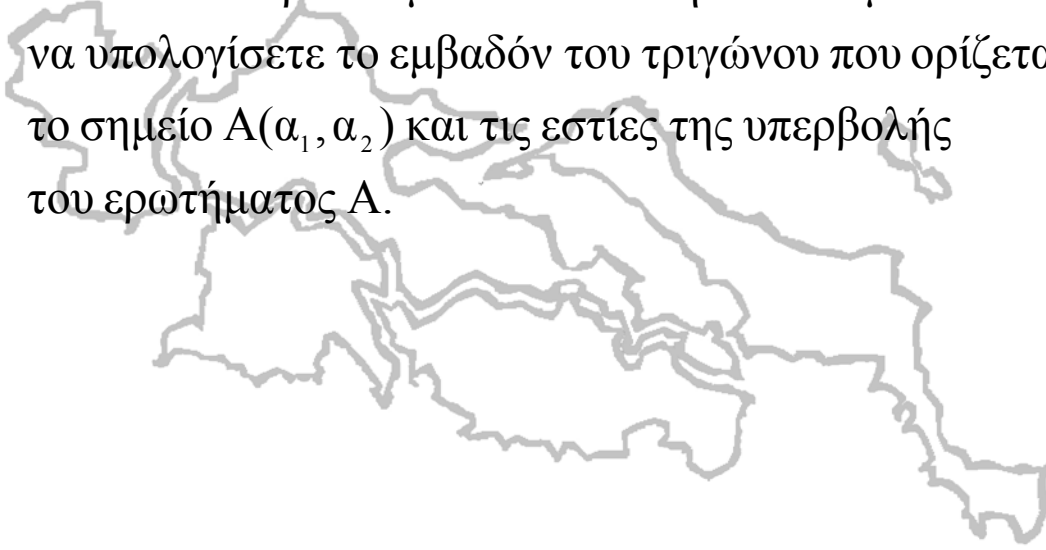 να υπολογίσετε το εμβαδόν του τριγώνου που ορίζετα
το σημείο Α(α₁,α₂) και τις εστίες της υπερβολής
του ερωτήματος Α.